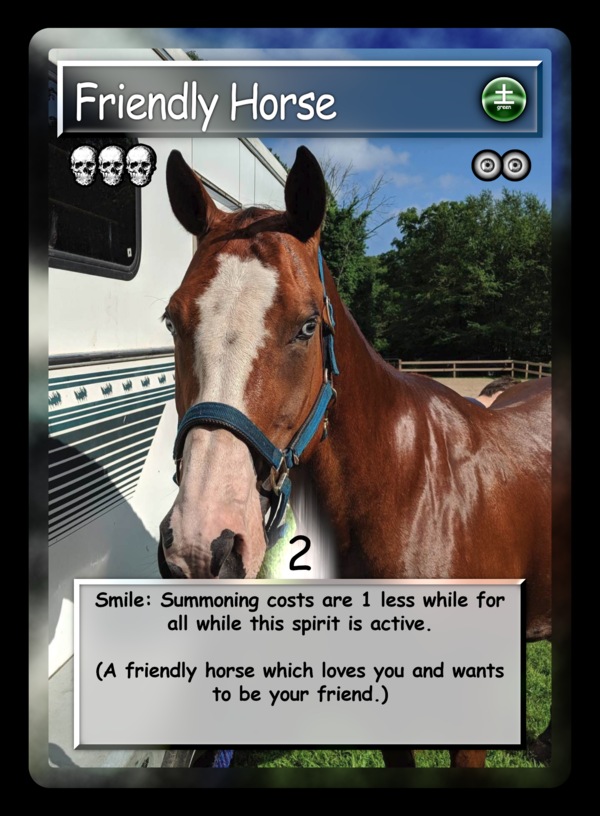 Friendly Horse
±
green
2
Smile: Summoning costs are 1 less while for
all while this spirit is active.
(A friendly horse which loves you and wants
to be your friend.)